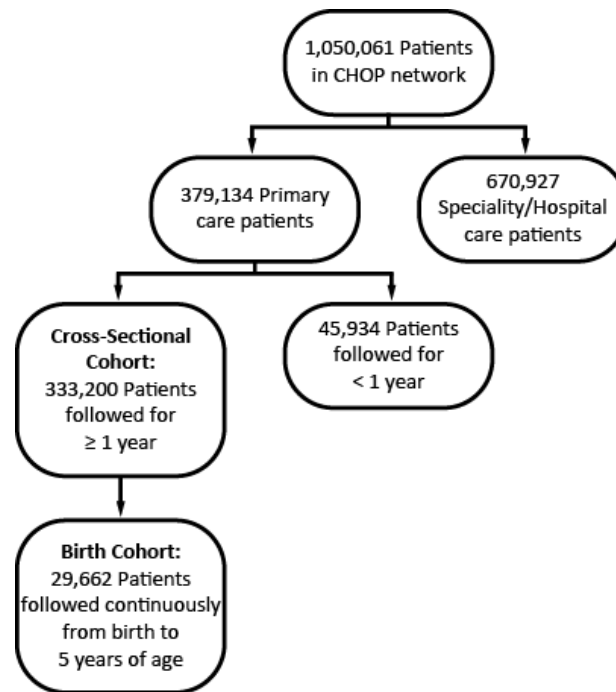 1,050,061 Patients
in CHOP network
379,134 Primary
care patients
670,927
Speciality/Hospital
care patients
Cross-Sectional
Cohort:
333,200 Patients
followed for
≥ 1 year
45,934 Patients
followed for
< 1 year
Birth Cohort:
29,662 Patients
followed continuously
from birth to
5 years of age